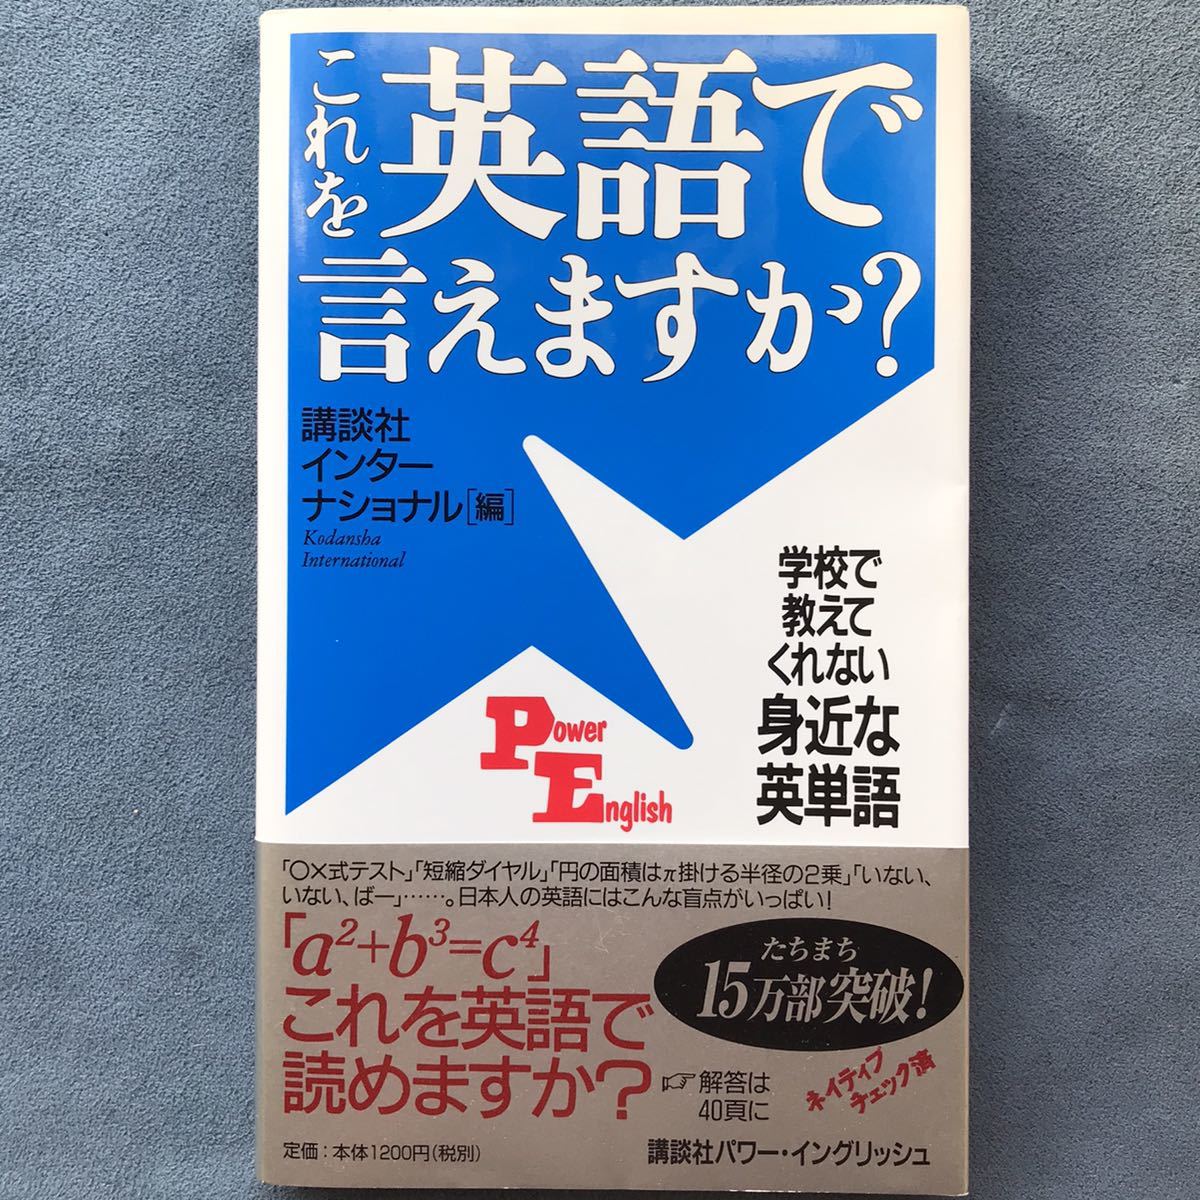 これを
英語で
言えますか?
講談社
インター
ナショナル[編]
Kodansha
International
学校で
教えて
くれない
身近な
英単語
Power
English
「○×式テスト」「短縮ダイヤル」「円の面積はπ掛ける半径の2乗」「いない、
いない、ばー」……。日本人の英語にはこんな盲点がいっぱい!
「a²+b³=c⁴」
これを英語で
読めますか?
たちまち
15万部突破!
☞解答は
40頁に
ネイティブ
チェック済
定価:本体1200円(税別)
講談社パワー・イングリッシュ